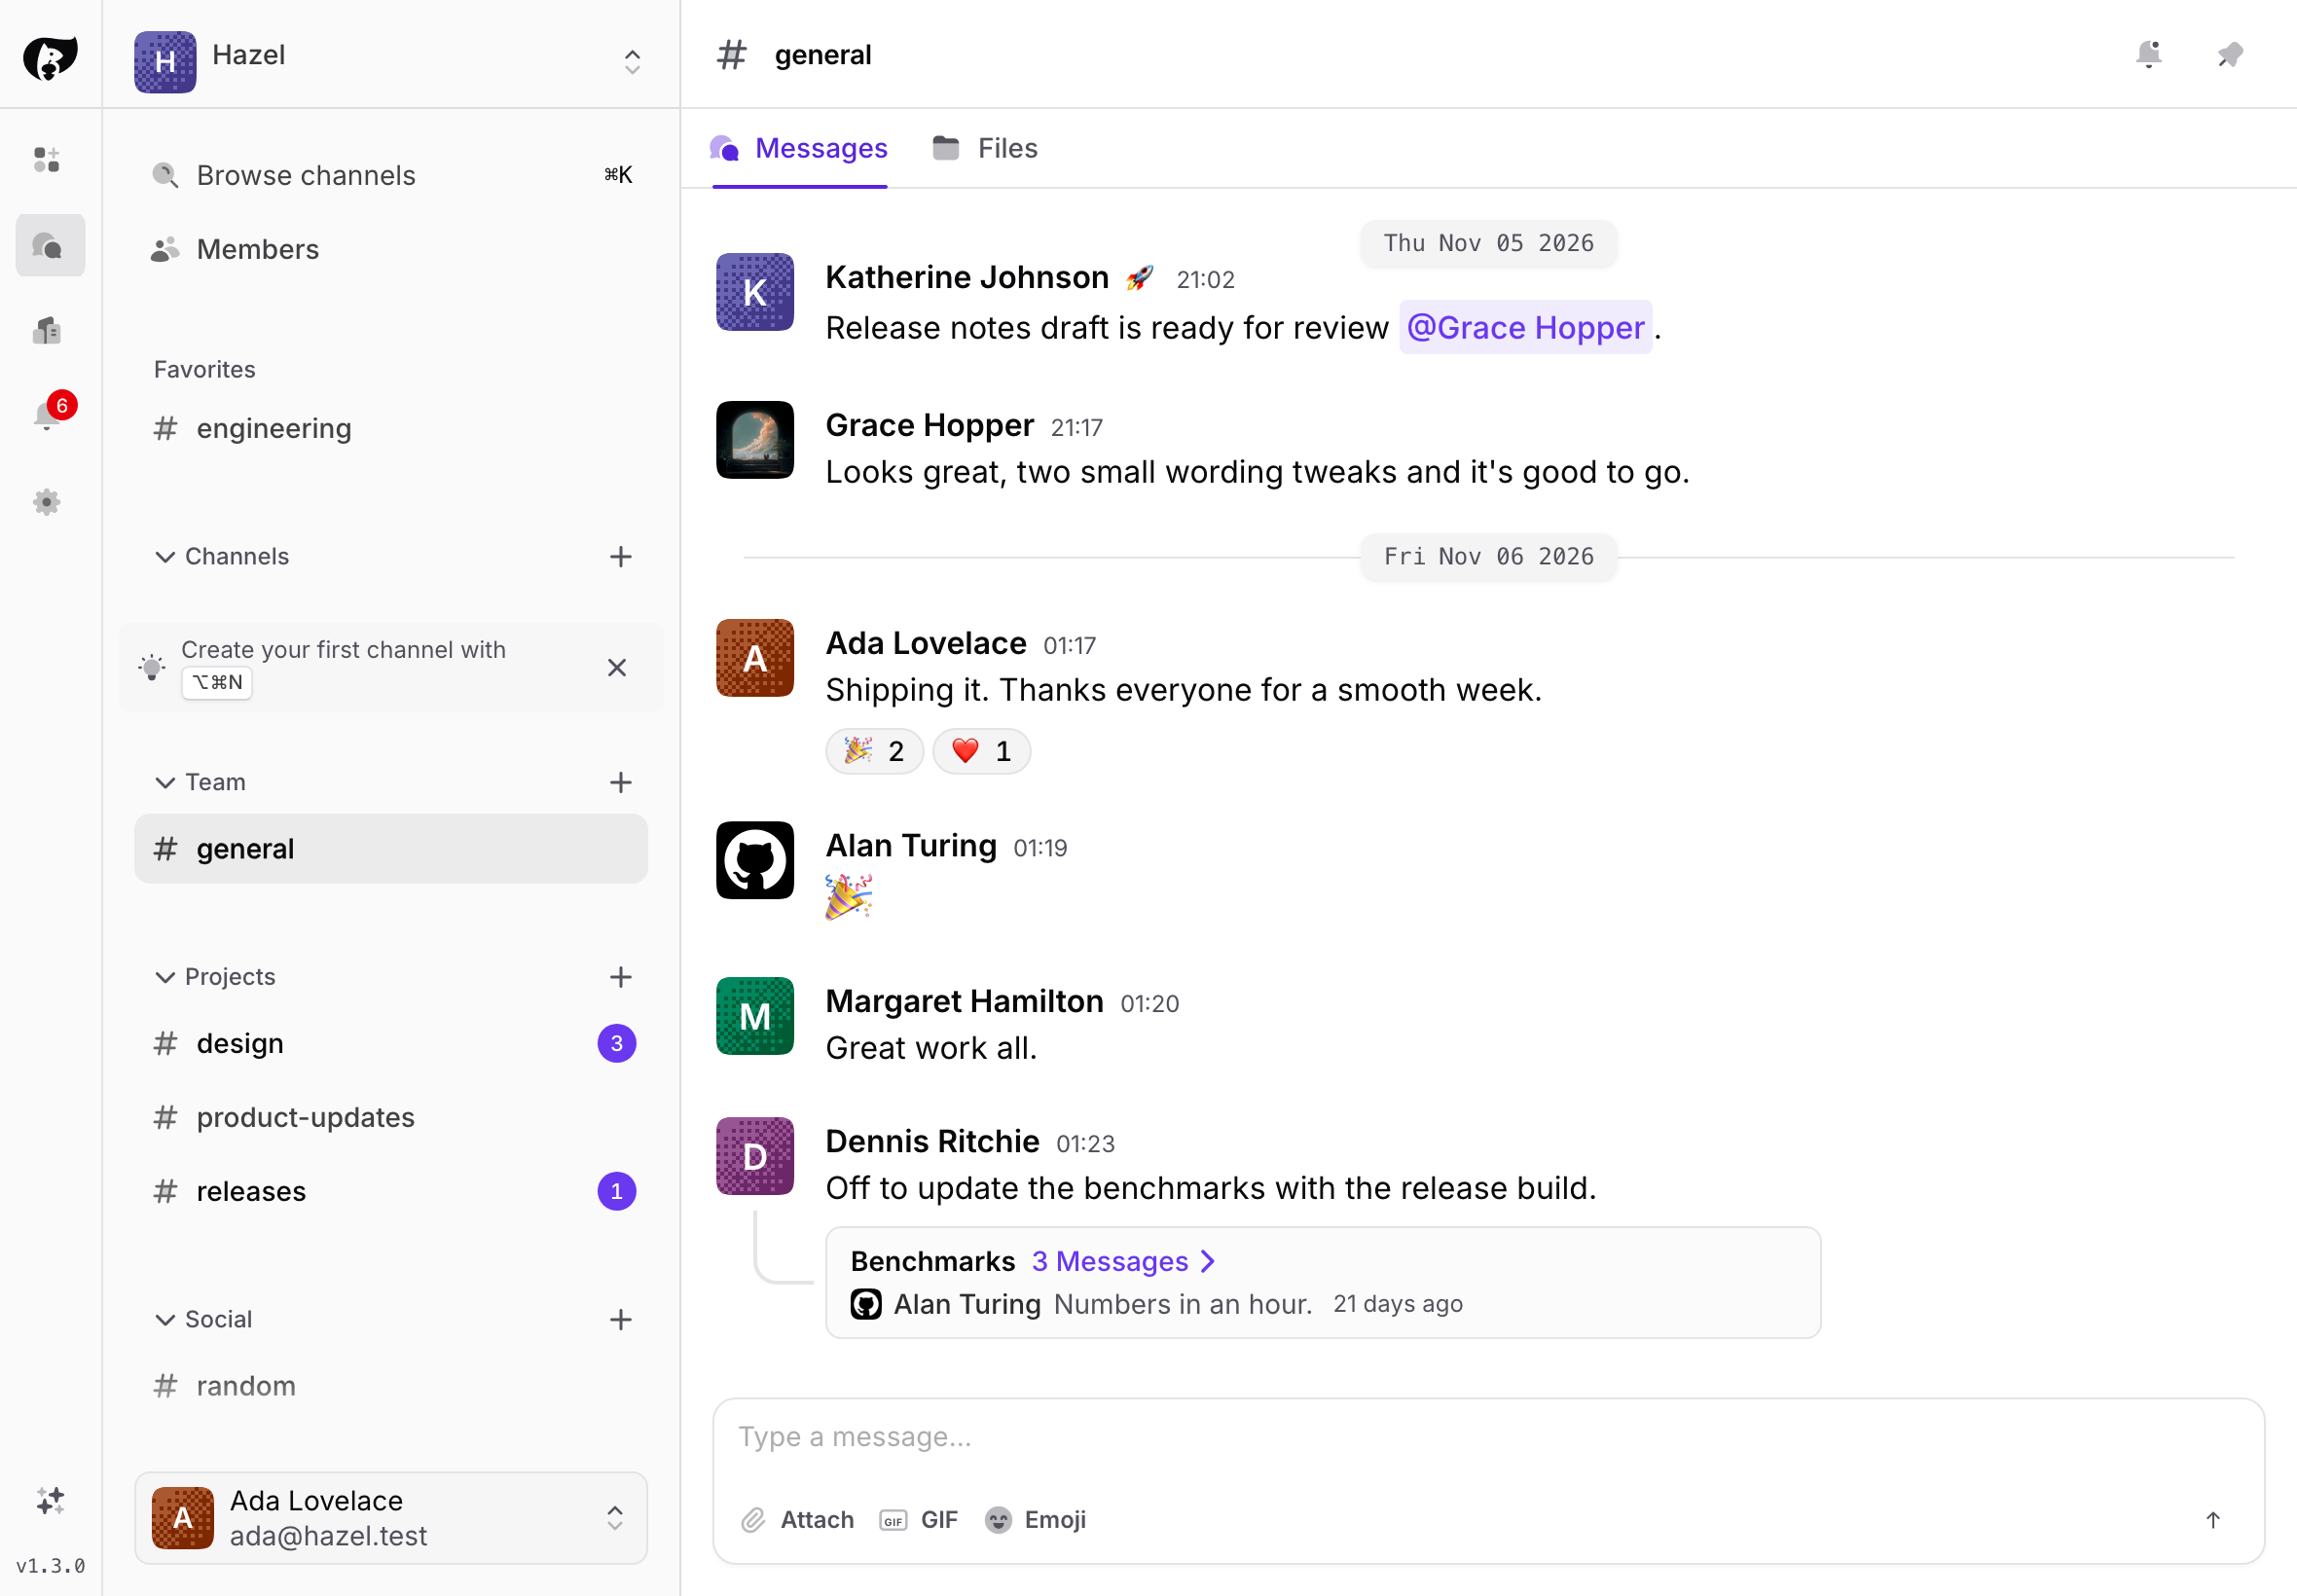 H Hazel
Browse channels ⌘K
Members
Favorites
# engineering
Channels
Create your first channel with
⌥⌘N
Team
# general
Projects
# design 3
# product-updates
# releases 1
Social
# random
A Ada Lovelace
ada@hazel.test
6
v1.3.0
# general
Messages Files
Thu Nov 05 2026
K Katherine Johnson 🚀 21:02
Release notes draft is ready for review @Grace Hopper.
Grace Hopper 21:17
Looks great, two small wording tweaks and it's good to go.
Fri Nov 06 2026
A Ada Lovelace 01:17
Shipping it. Thanks everyone for a smooth week.
🎉 2 ❤️ 1
Alan Turing 01:19
🎉
M Margaret Hamilton 01:20
Great work all.
D Dennis Ritchie 01:23
Off to update the benchmarks with the release build.
Benchmarks 3 Messages
Alan Turing Numbers in an hour. 21 days ago
Type a message...
Attach GIF GIF Emoji